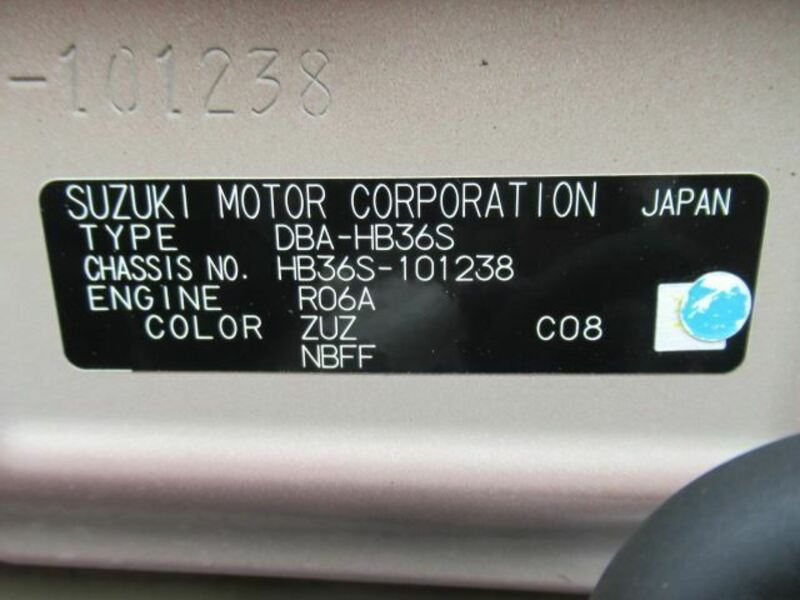 -101238
SUZUKI MOTOR CORPORATION JAPAN
TYPE DBA-HB36S
CHASSIS NO. HB36S-101238
ENGINE R06A
COLOR ZUZ C08
NBFF